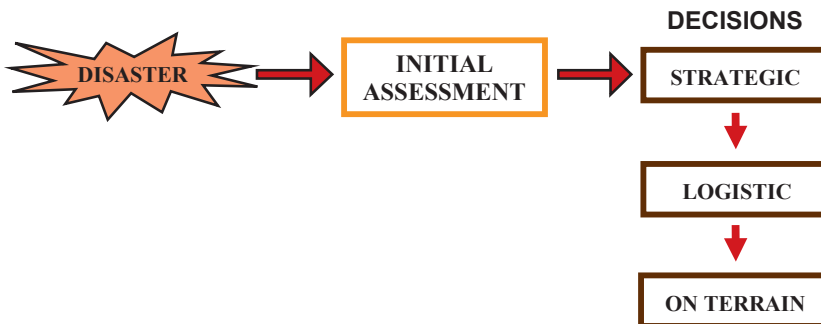 DECISIONS
DISASTER
INITIAL
ASSESSMENT
STRATEGIC
LOGISTIC
ON TERRAIN